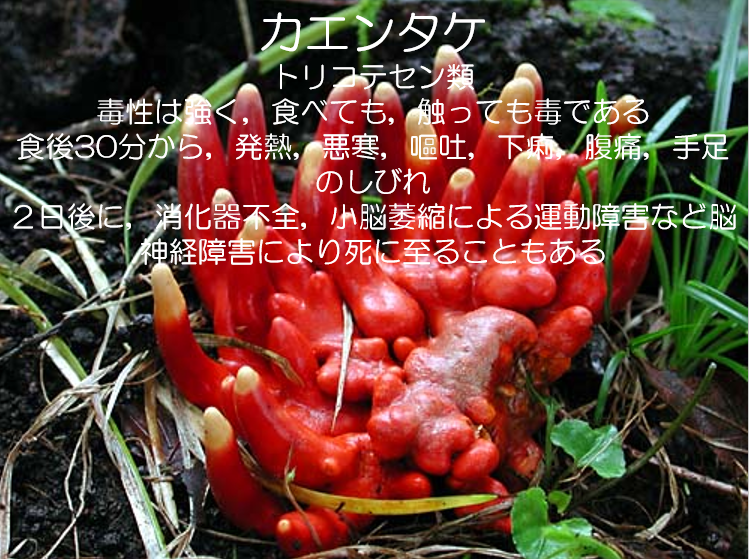 カエンタケ
トリコテセン類
毒性は強く，食べても，触っても毒である
食後30分から，発熱，悪寒，嘔吐，下痢，腹痛，手足
のしびれ
２日後に，消化器不全，小脳萎縮による運動障害など脳
神経障害により死に至ることもある